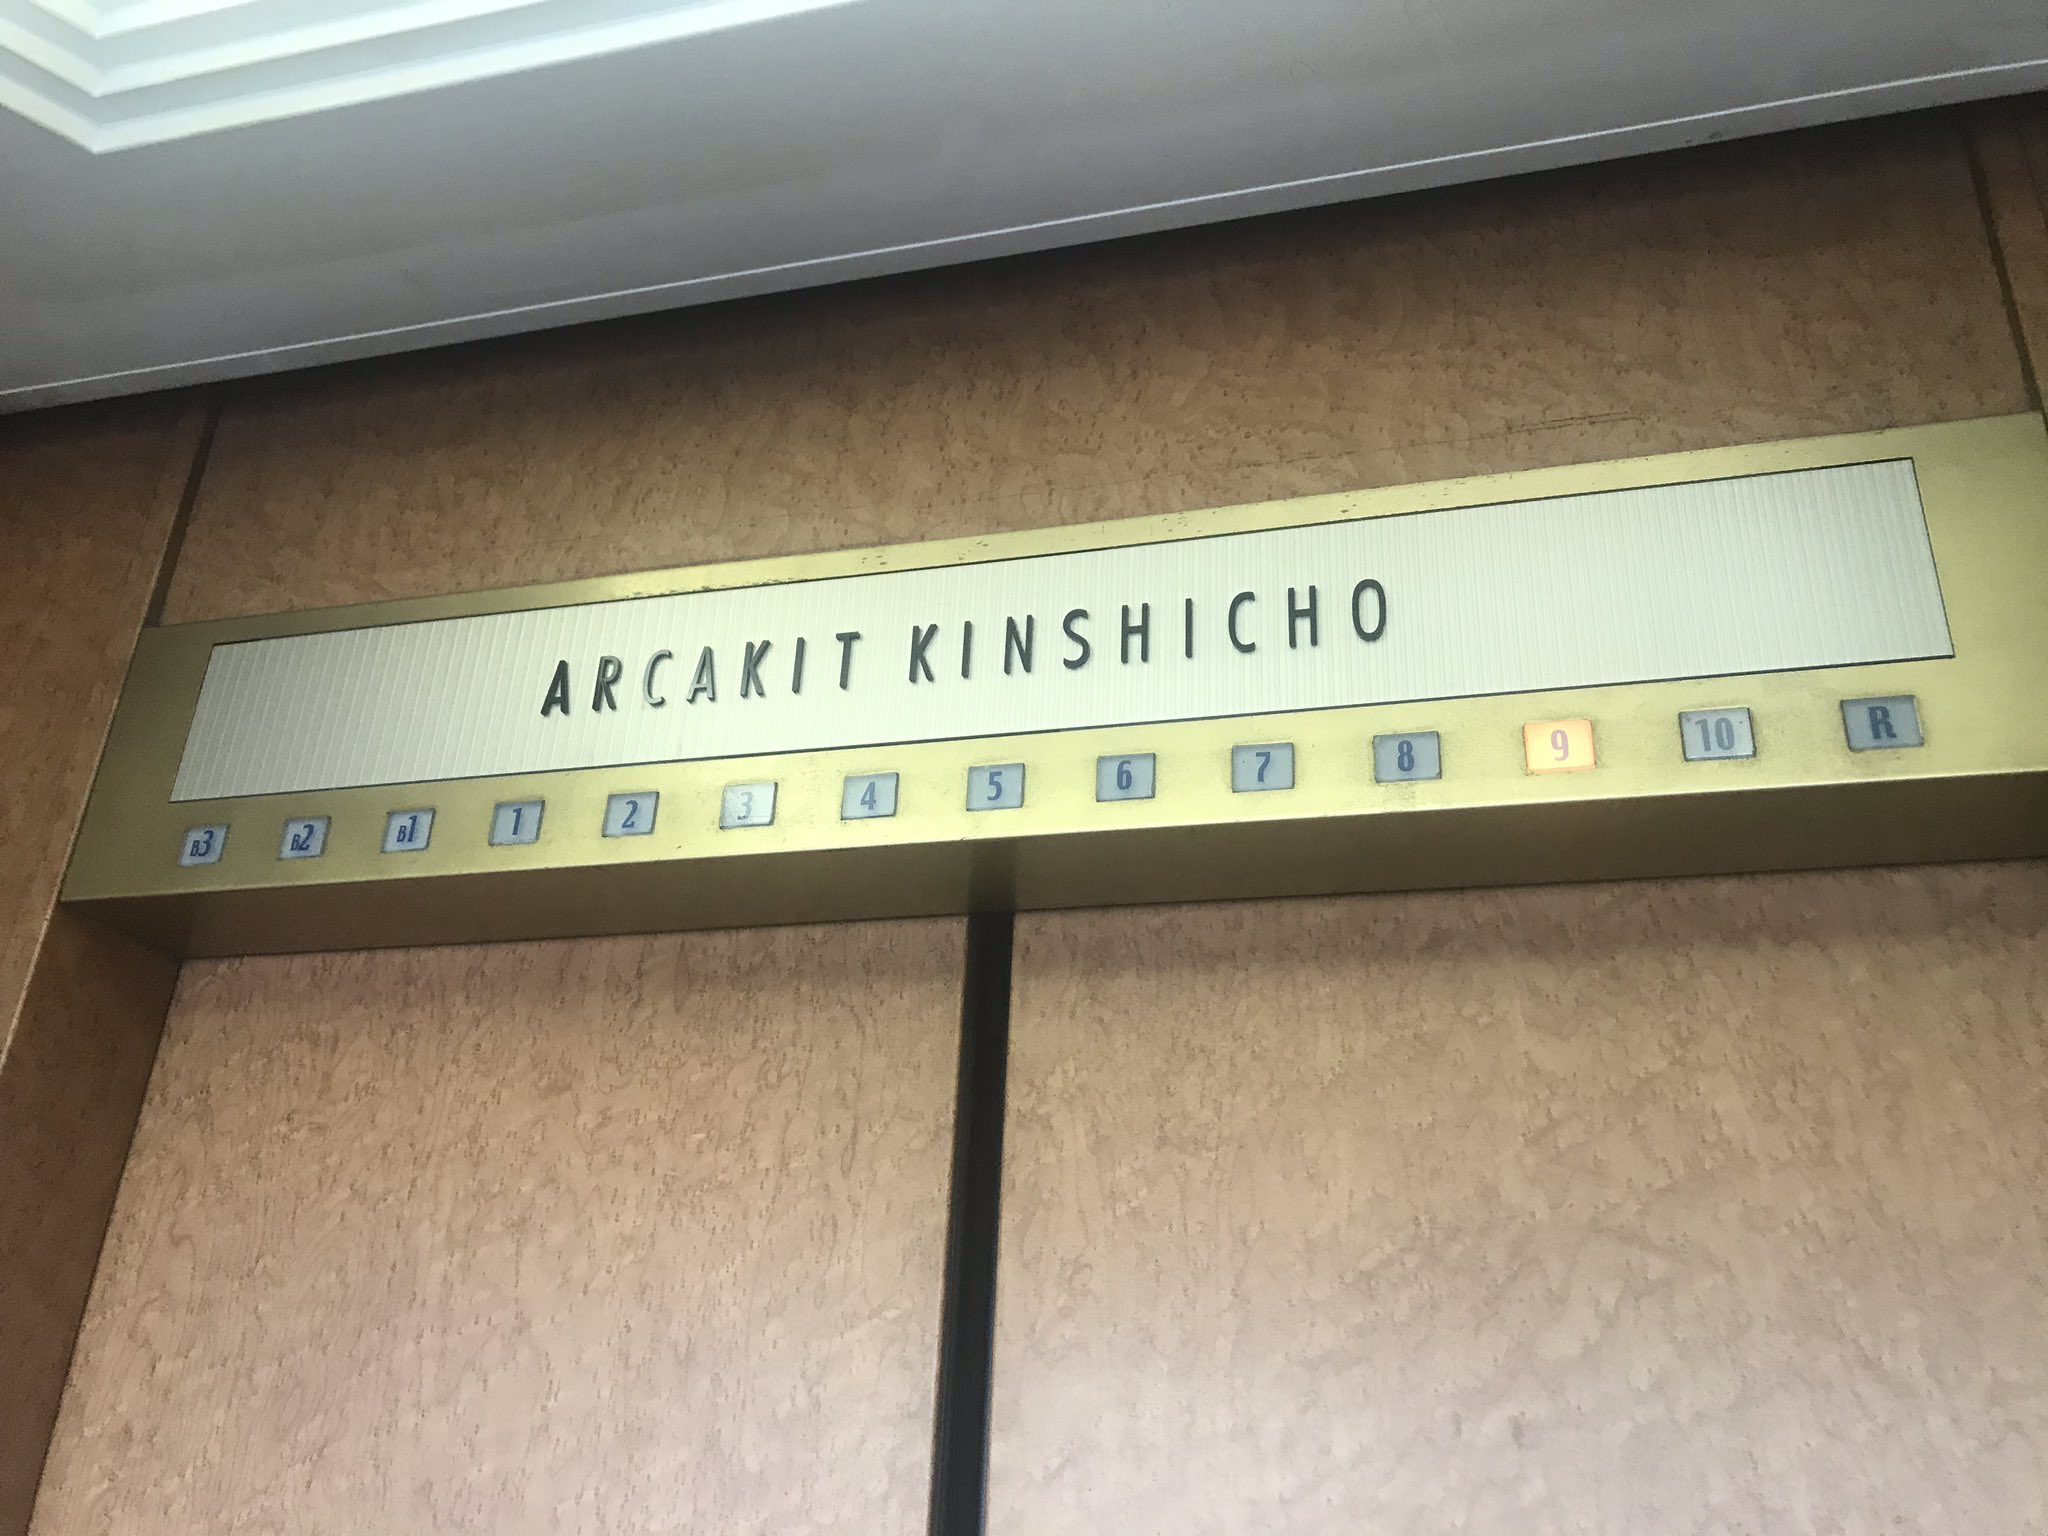 ARCAKIT KINSHICHO
B3 B2 B1 1 2 3 4 5 6 7 8 9 10 R